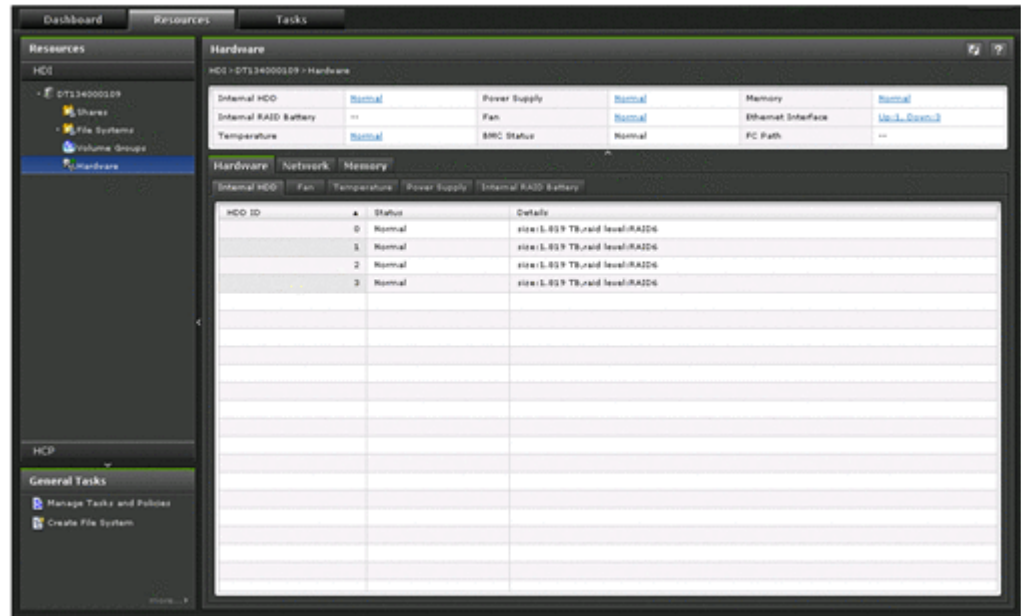 Dashboard Resources Tasks
Resources
HDI
DT134000109
Shares
File Systems
Volume Groups
Hardware
HCP
General Tasks
Manage Tasks and Policies
Create File System
more...
Hardware
HDI > DT134000109 > Hardware
Internal HDD Normal Power Supply Normal Memory Normal
Internal RAID Battery -- Fan Normal Ethernet Interface Up:1, Down:3
Temperature Normal BMC Status Normal FC Path --
Hardware Network Memory
Internal HDD Fan Temperature Power Supply Internal RAID Battery
HDD ID Status Details
0 Normal size:1.819 TB,raid level:RAID6
1 Normal size:1.819 TB,raid level:RAID6
2 Normal size:1.819 TB,raid level:RAID6
3 Normal size:1.819 TB,raid level:RAID6